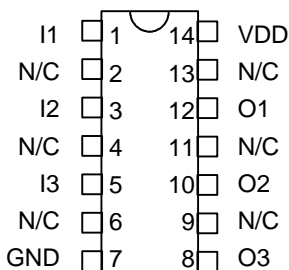 I1 1 14 VDD
N/C 2 13 N/C
I2 3 12 O1
N/C 4 11 N/C
I3 5 10 O2
N/C 6 9 N/C
GND 7 8 O3